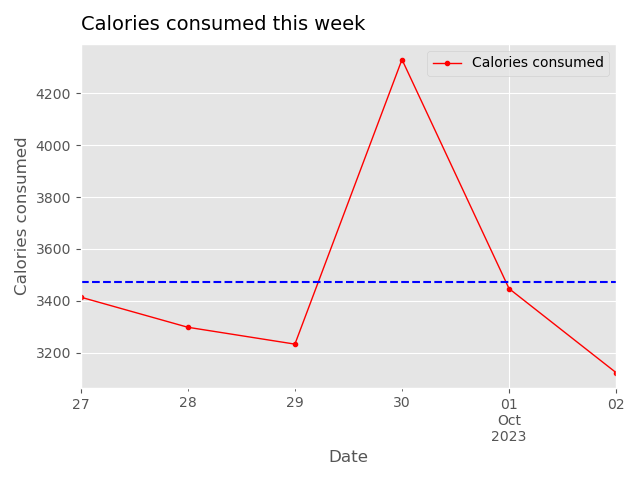 Calories consumed this week
Calories consumed
4200
4000
3800
3600
3400
3200
Calories consumed
27
28
29
30
01
02
Oct
2023
Date